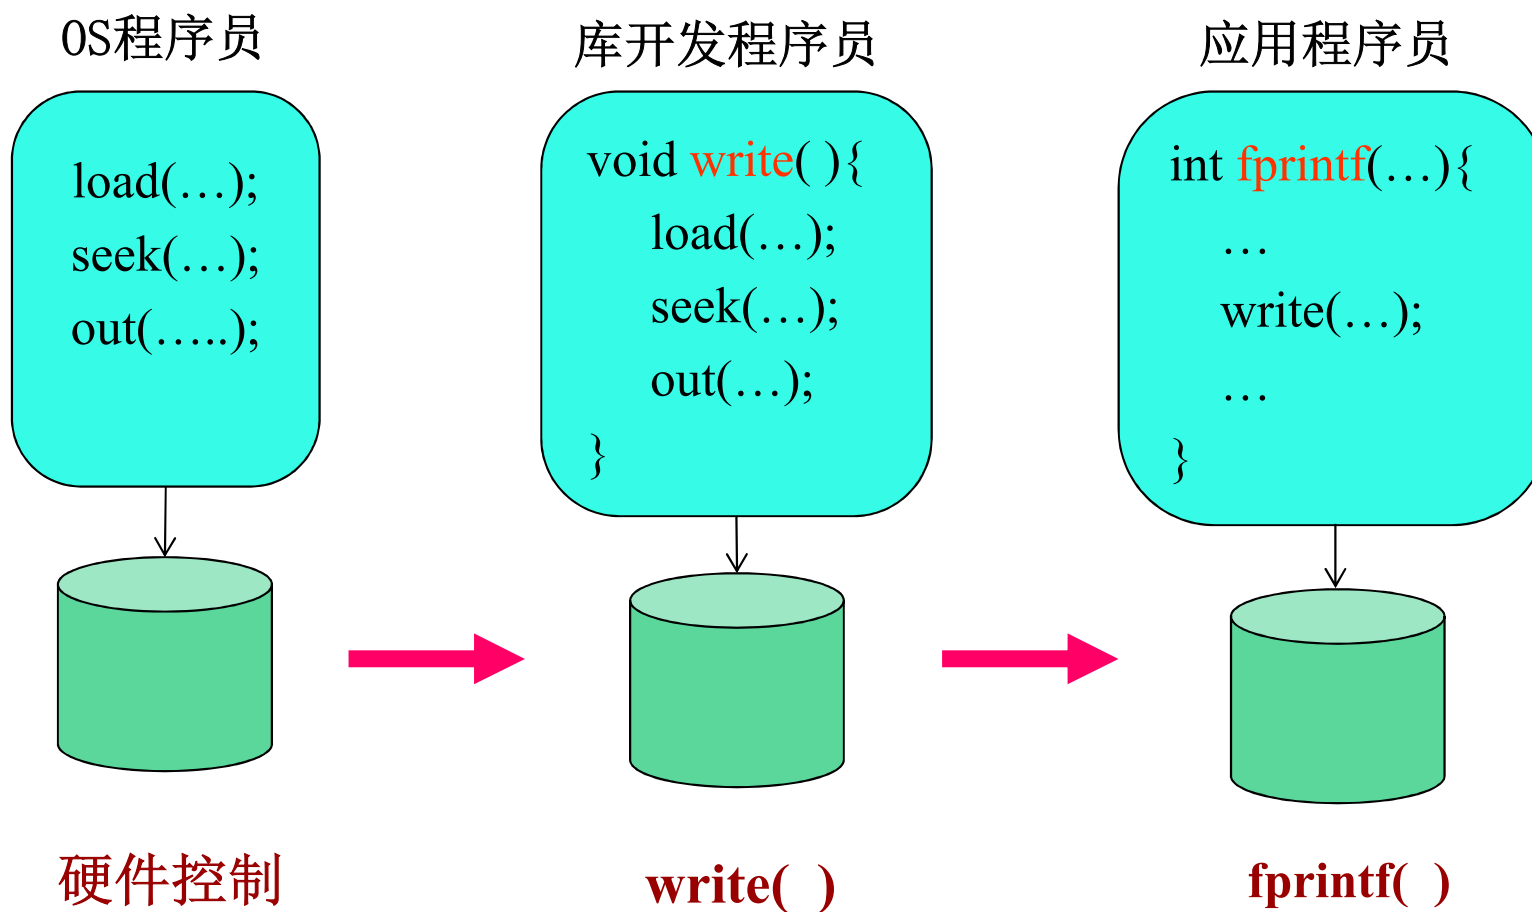 OS程序员
load(…);
seek(…);
out(…..);
硬件控制
库开发程序员
void write( ){
load(…);
seek(…);
out(…);
}
write( )
应用程序员
int fprintf(…){
…
write(…);
…
}
fprintf( )